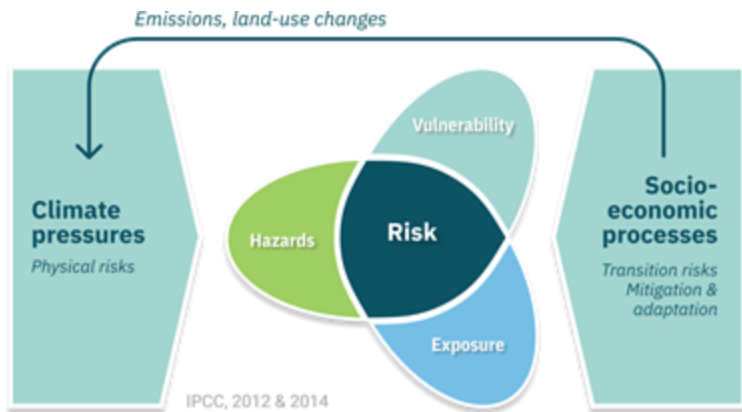 Emissions, land-use changes
Climate
pressures
Physical risks
Vulnerability
Hazards
Risk
Exposure
Socio-
economic
processes
Transition risks
Mitigation &
adaptation
IPCC, 2012 & 2014